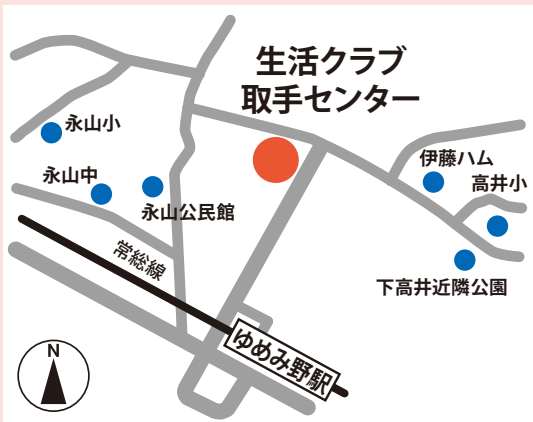 生活クラブ
取手センター
永山小
伊藤ハム
永山中
高井小
永山公民館
常総線
下高井近隣公園
ゆめみ野駅
N